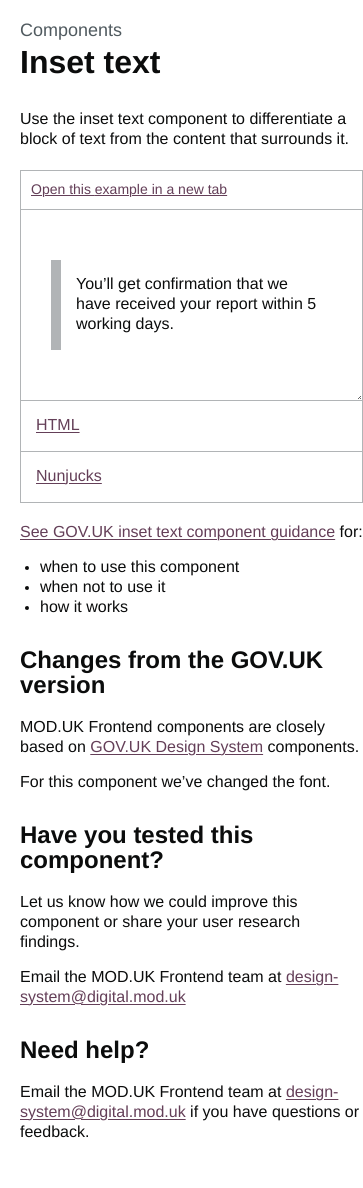 Components
Inset text
Use the inset text component to differentiate a
block of text from the content that surrounds it.
Open this example in a new tab
You’ll get confirmation that we
have received your report within 5
working days.
HTML
Nunjucks
See GOV.UK inset text component guidance for:
• when to use this component
• when not to use it
• how it works
Changes from the GOV.UK
version
MOD.UK Frontend components are closely
based on GOV.UK Design System components.
For this component we’ve changed the font.
Have you tested this
component?
Let us know how we could improve this
component or share your user research
findings.
Email the MOD.UK Frontend team at design-
system@digital.mod.uk
Need help?
Email the MOD.UK Frontend team at design-
system@digital.mod.uk if you have questions or
feedback.